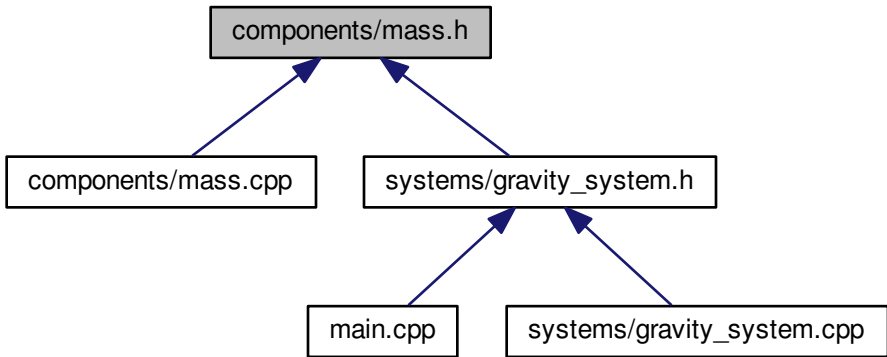 components/mass.h
components/mass.cpp
systems/gravity_system.h
main.cpp
systems/gravity_system.cpp